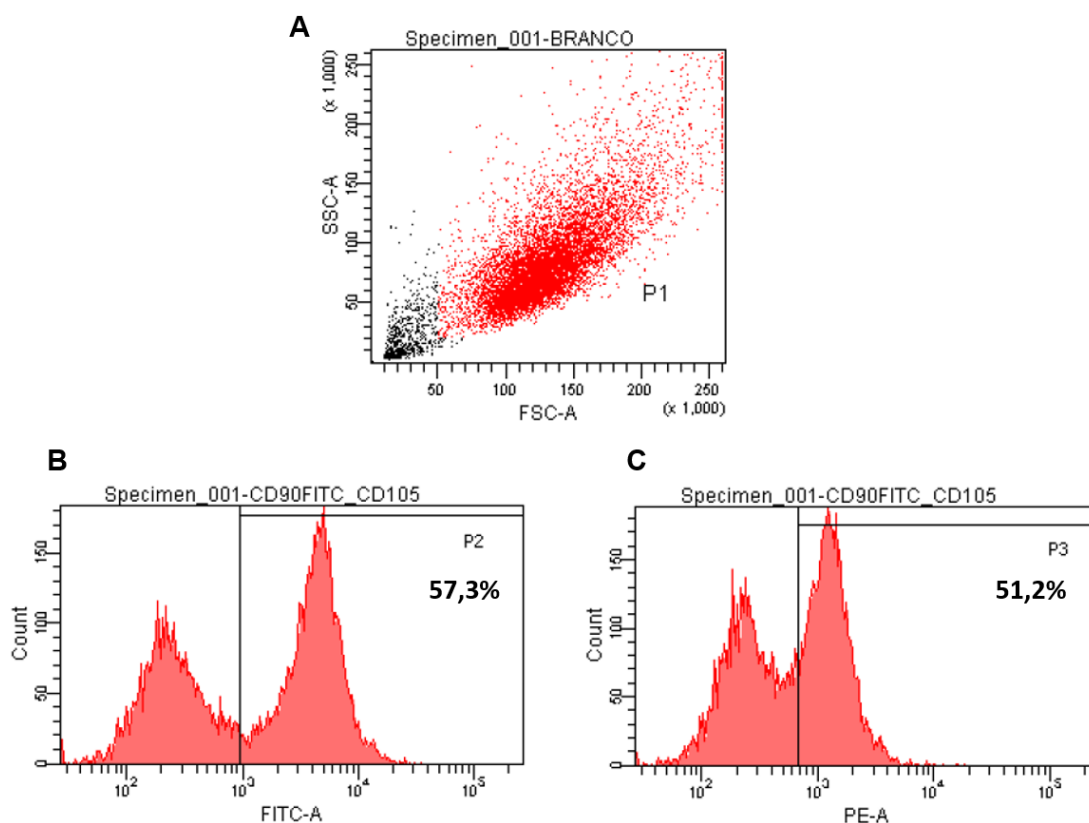 A
Specimen_001-BRANCO
(x 1,000)
250
200
150
100
50
SSC-A
P1
50 100 150 200 250
FSC-A
(x 1,000)
B
Specimen_001-CD90FITC_CD105
P2
57,3%
150
100
50
0
Count
10² 10³ 10⁴ 10⁵
FITC-A
C
Specimen_001-CD90FITC_CD105
P3
51,2%
150
100
50
0
Count
10² 10³ 10⁴ 10⁵
PE-A